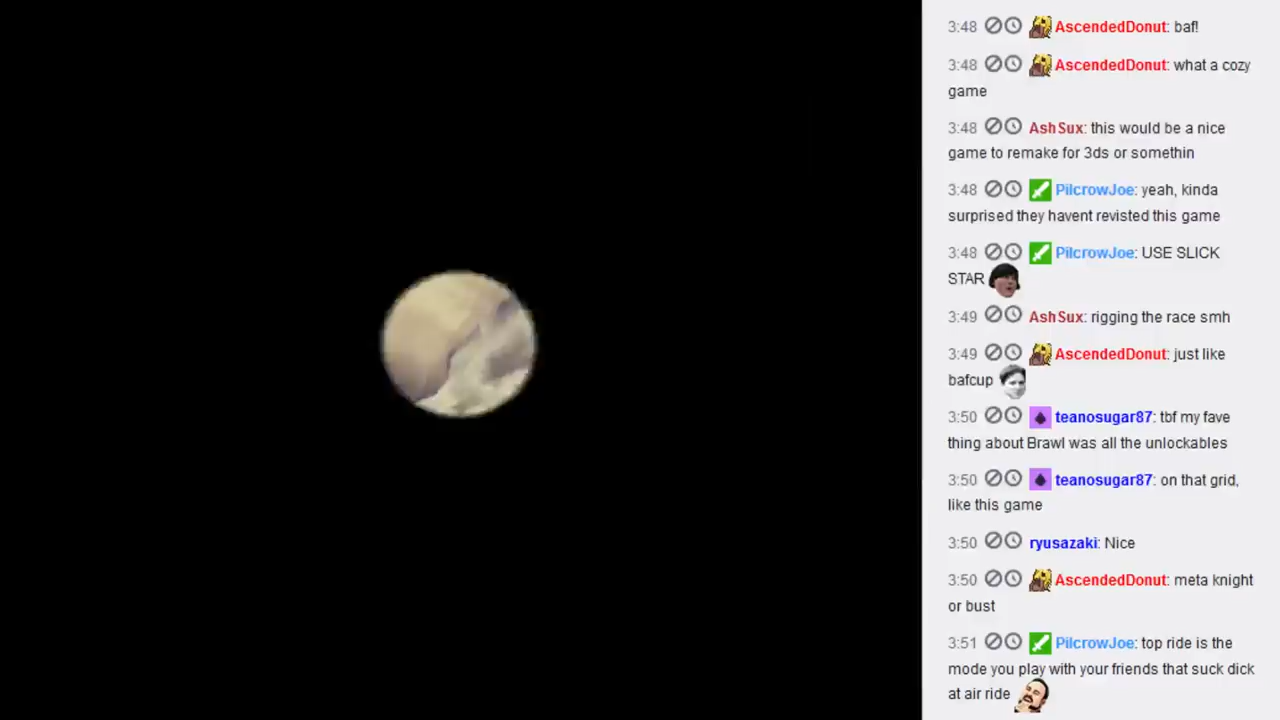 3:48 AscendedDonut: baf!
3:48 AscendedDonut: what a cozy
game
3:48 AshSux: this would be a nice
game to remake for 3ds or somethin
3:48 PilcrowJoe: yeah, kinda
surprised they havent revisted this game
3:48 PilcrowJoe: USE SLICK
STAR
3:49 AshSux: rigging the race smh
3:49 AscendedDonut: just like
bafcup
3:50 teanosugar87: tbf my fave
thing about Brawl was all the unlockables
3:50 teanosugar87: on that grid,
like this game
3:50 ryusazaki: Nice
3:50 AscendedDonut: meta knight
or bust
3:51 PilcrowJoe: top ride is the
mode you play with your friends that suck dick
at air ride